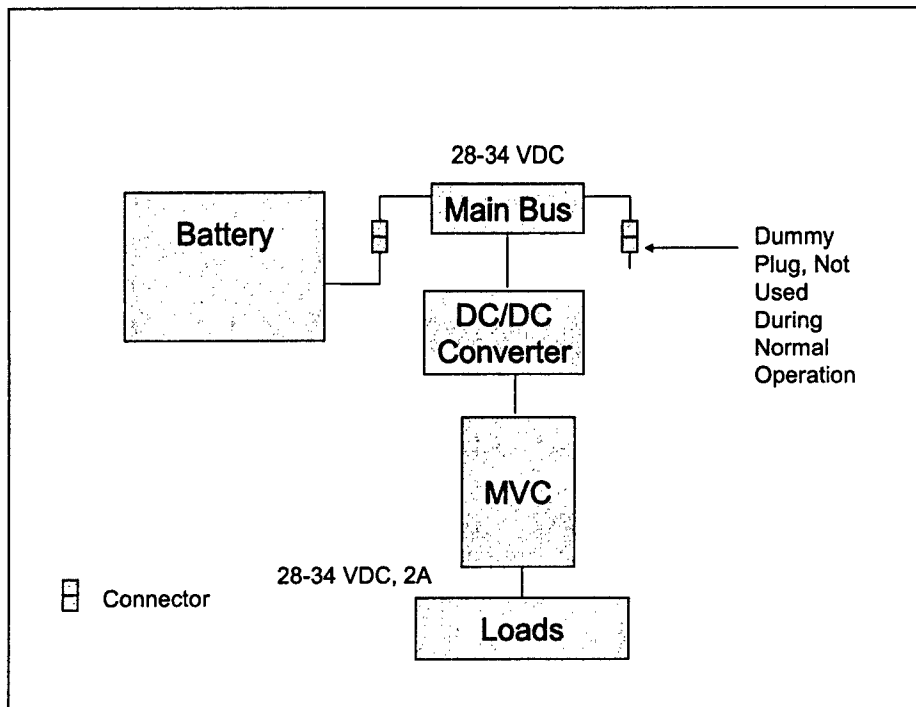 28-34 VDC
Battery
Main Bus
Dummy
Plug, Not
Used
During
Normal
Operation
DC/DC
Converter
MVC
28-34 VDC, 2A
Connector
Loads